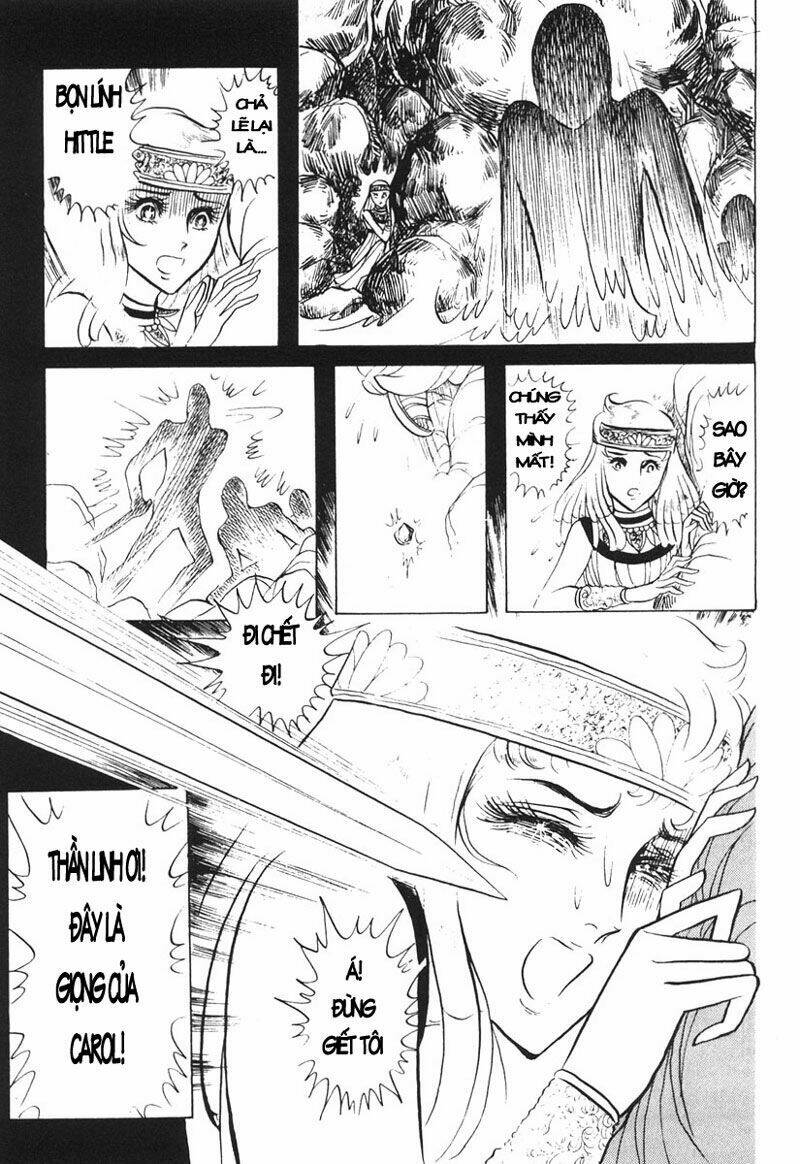 CHẢ
LẼ LẠI
LÀ....
BỌN LÍNH
HITTLE
SAO
BÂY
GIỜ?
CHÚNG
THẤY
MÌNH
MẤT!
ĐI CHẾT
ĐI!
Á!
ĐỪNG
GIẾT TÔI
THẦN LINH ƠI!
ĐÂY LÀ
GIỌNG CỦA
CAROL!